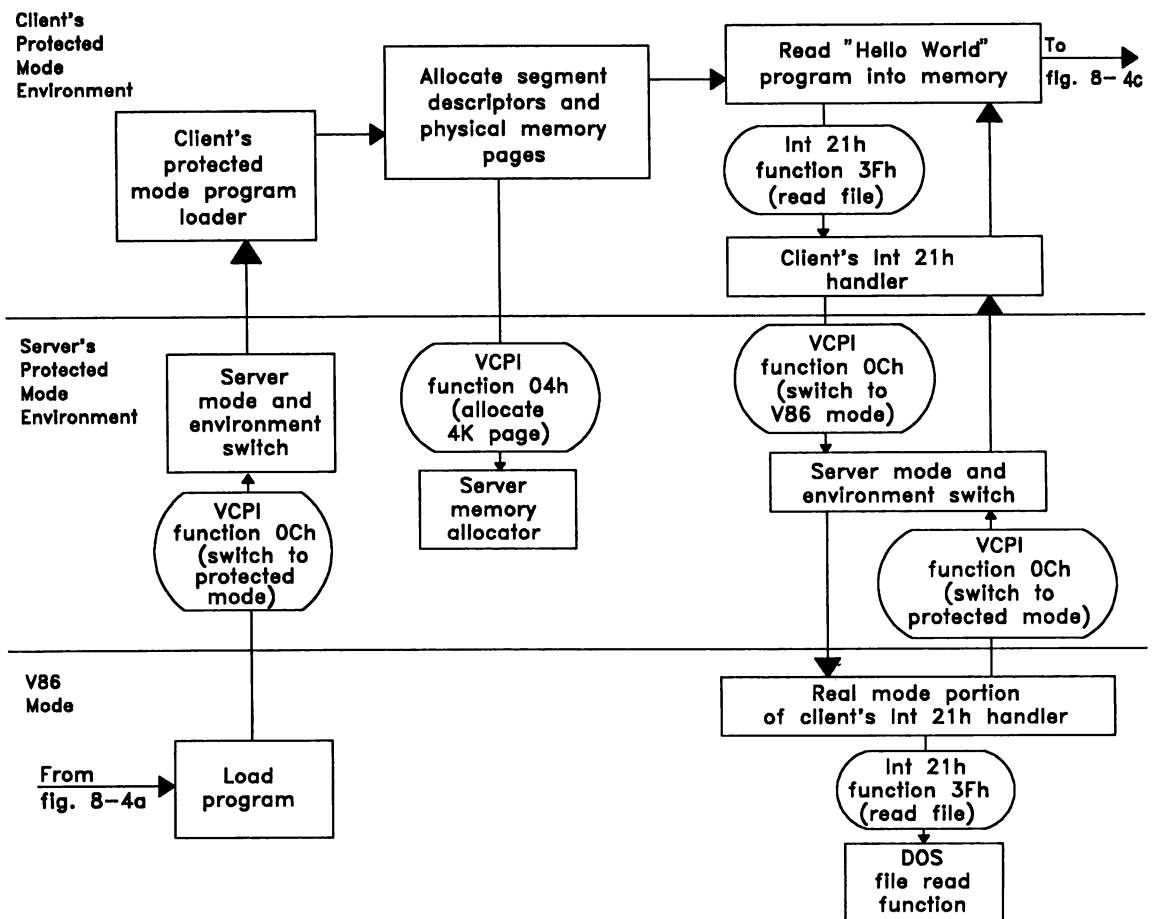 Client's
Protected
Mode
Environment
Client's
protected
mode program
loader
Allocate segment
descriptors and
physical memory
pages
Read "Hello World"
program into memory
To
fig. 8-4c
Int 21h
function 3Fh
(read file)
Client's Int 21h
handler
Server's
Protected
Mode
Environment
Server
mode and
environment
switch
VCPI
function 0Ch
(switch to
protected
mode)
VCPI
function 04h
(allocate
4K page)
Server
memory
allocator
VCPI
function 0Ch
(switch to
V86 mode)
Server mode and
environment switch
VCPI
function 0Ch
(switch to
protected mode)
V86
Mode
From
fig. 8-4a
Load
program
Real mode portion
of client's Int 21h handler
Int 21h
function 3Fh
(read file)
DOS
file read
function